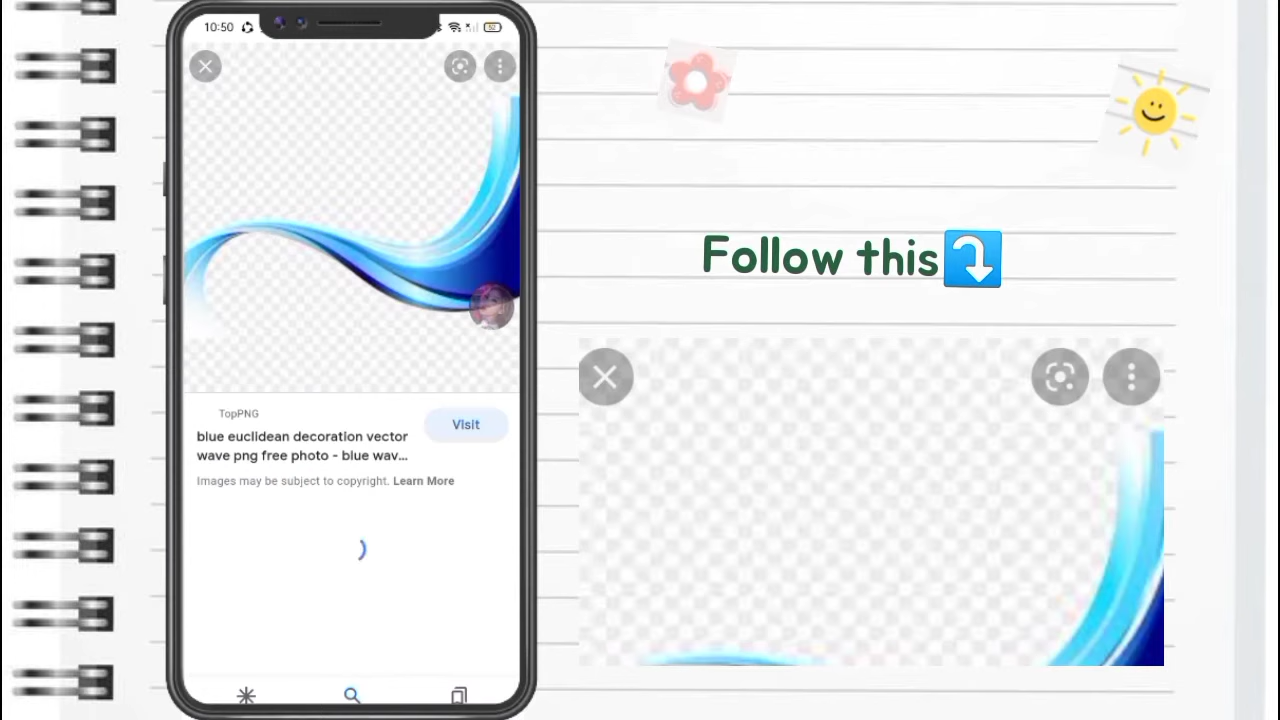 10:50
TopPNG
Visit
blue euclidean decoration vector
wave png free photo - blue wav...
Images may be subject to copyright. Learn More
Follow this